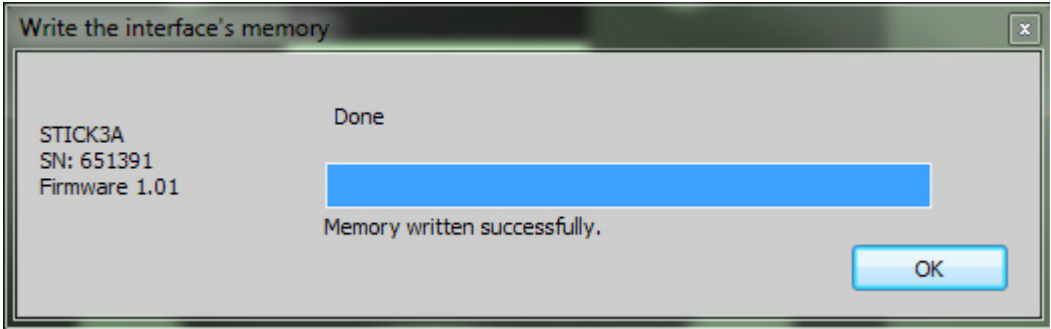 Write the interface's memory
STICK3A
SN: 651391
Firmware 1.01
Done
Memory written successfully.
OK